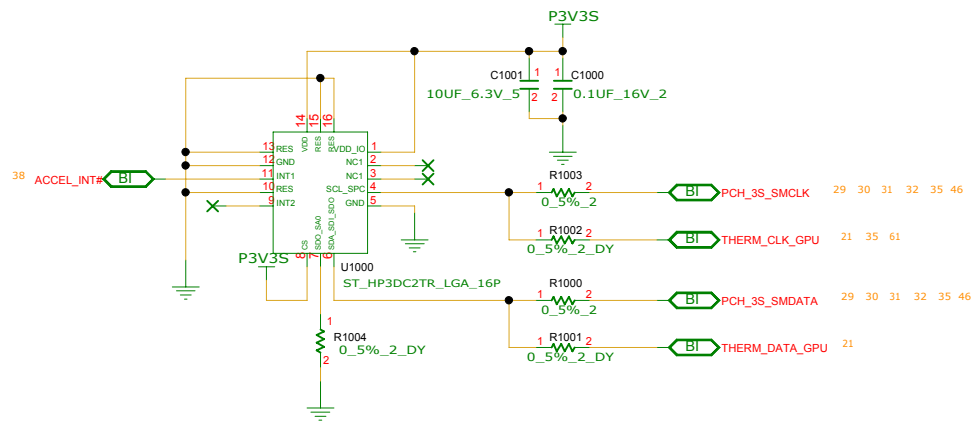 P3V3S
C1001
1
2
10UF_6.3V_5
C1000
1
2
0.1UF_16V_2
14
15
16
VDD
RES
RES
13 RES
VDD_IO 1
12 GND
NC1 2
38 ACCEL_INT# BI
11 INT1
NC1 3
10 RES
SCL_SPC 4
9 INT2
GND 5
CS
SDO_SA0
SDA_SDI_SDO
8
7
6
P3V3S
U1000
ST_HP3DC2TR_LGA_16P
R1003
1 2
0_5%_2
BI PCH_3S_SMCLK 29 30 31 32 35 46
R1002
1 2
0_5%_2_DY
BI THERM_CLK_GPU 21 35 61
R1000
1 2
0_5%_2
BI PCH_3S_SMDATA 29 30 31 32 35 46
R1001
1 2
0_5%_2_DY
BI THERM_DATA_GPU 21
1
R1004
0_5%_2_DY
2